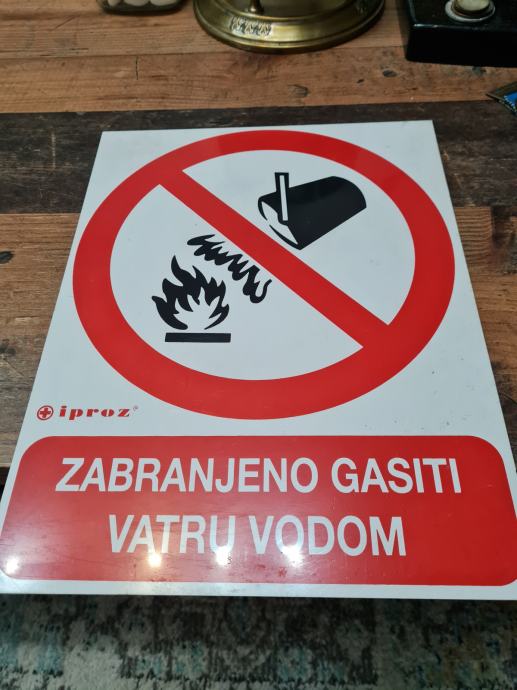 iproz
ZABRANJENO GASITI
VATRU VODOM